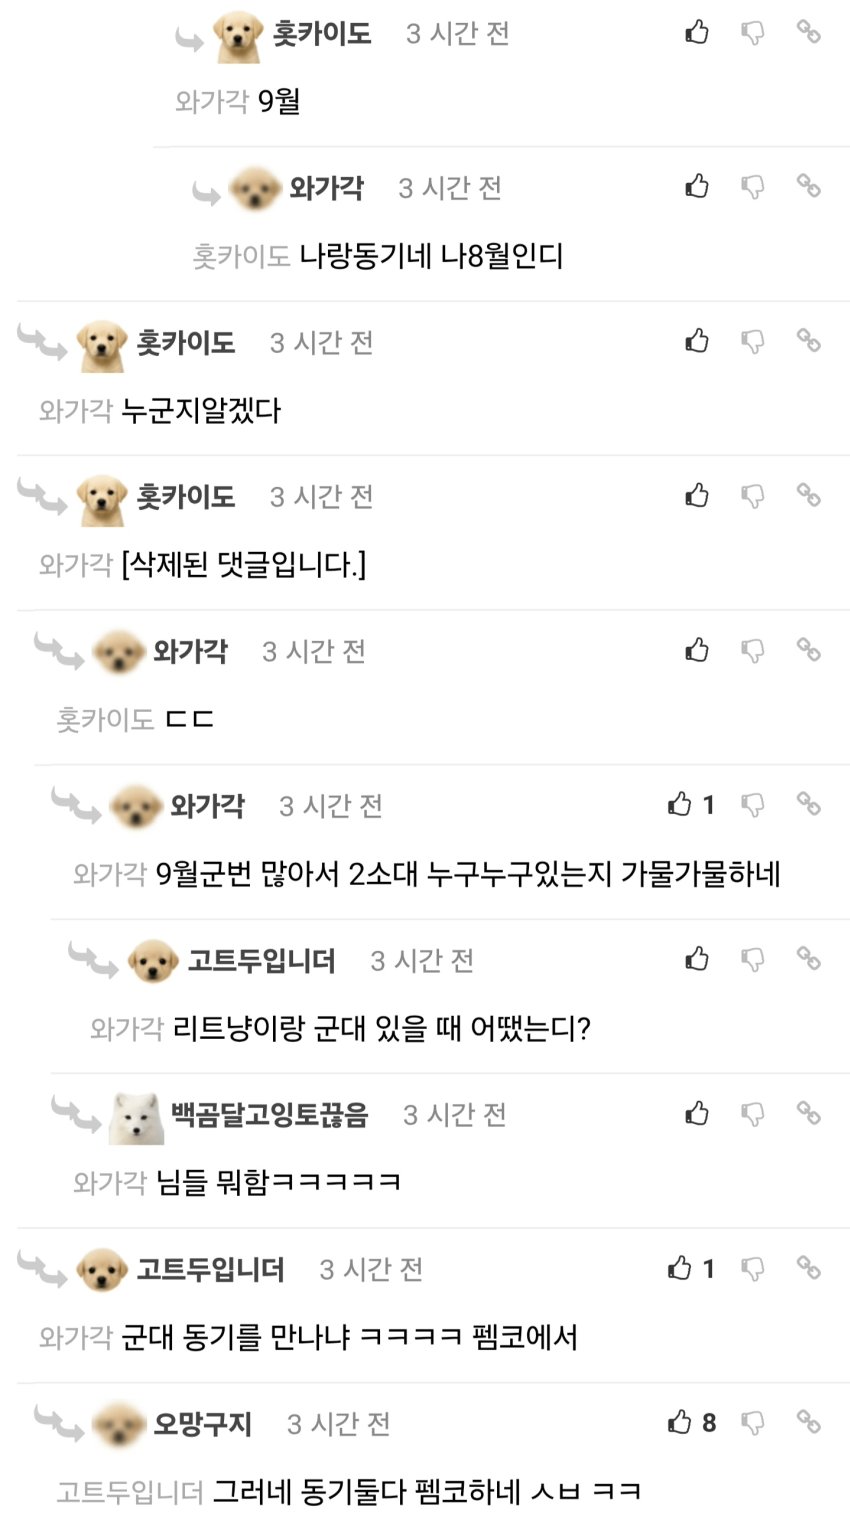 홋카이도 3 시간 전
와가각 9월
와가각 3 시간 전
홋카이도 나랑동기네 나8월인디
홋카이도 3 시간 전
와가각 누군지알겠다
홋카이도 3 시간 전
와가각 [삭제된 댓글입니다.]
와가각 3 시간 전
홋카이도 ㄷㄷ
와가각 3 시간 전 1
와가각 9월군번 많아서 2소대 누구누구있는지 가물가물하네
고트두입니더 3 시간 전
와가각 리트냥이랑 군대 있을 때 어땠는디?
백곰달고잉토끊음 3 시간 전
와가각 님들 뭐함ㅋㅋㅋㅋㅋ
고트두입니더 3 시간 전 1
와가각 군대 동기를 만나냐 ㅋㅋㅋㅋ 펨코에서
오망구지 3 시간 전 8
고트두입니더 그러네 동기둘다 펨코하네 ㅅㅂ ㅋㅋ